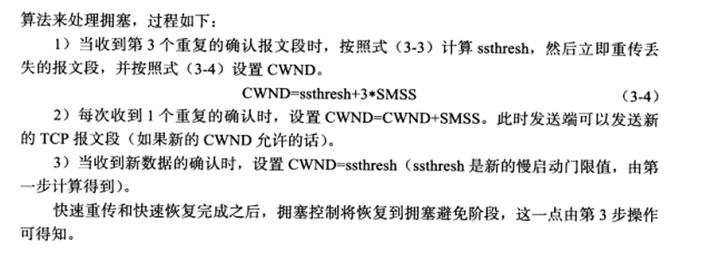 算法来处理拥塞，过程如下：
1）当收到第 3 个重复的确认报文段时，按照式（3-3）计算 ssthresh，然后立即重传丢
失的报文段，并按照式（3-4）设置 CWND。
CWND=ssthresh+3*SMSS （3-4）
2）每次收到 1 个重复的确认时，设置 CWND=CWND+SMSS。此时发送端可以发送新
的 TCP 报文段（如果新的 CWND 允许的话）。
3）当收到新数据的确认时，设置 CWND=ssthresh（ssthresh 是新的慢启动门限值，由第
一步计算得到）。
快速重传和快速恢复完成之后，拥塞控制将恢复到拥塞避免阶段，这一点由第 3 步操作
可得知。